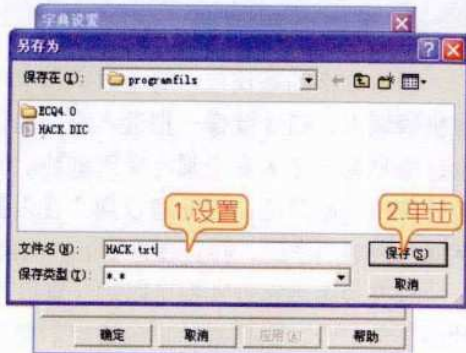 字典设置
另存为
保存在(I): programfils
ECQ4.0
HACK.DIC
1.设置
2.单击
文件名(N): HACK.txt 保存(S)
保存类型(T): *.* 取消
确定 取消 应用(A) 帮助